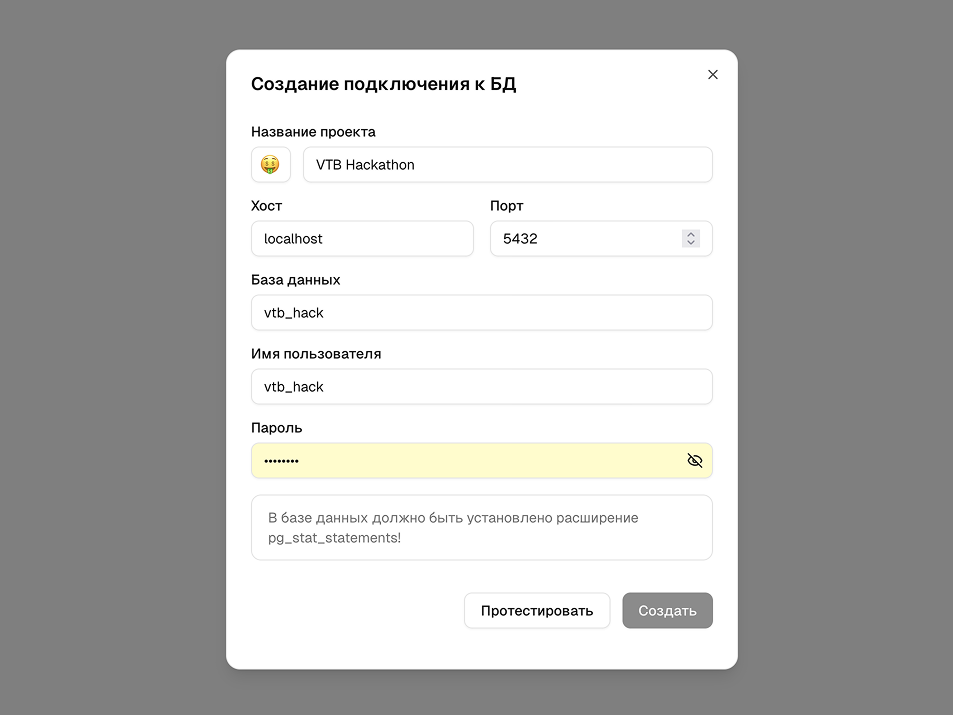 Создание подключения к БД
Название проекта
VTB Hackathon
Хост
Порт
localhost
5432
База данных
vtb_hack
Имя пользователя
vtb_hack
Пароль
••••••••
В базе данных должно быть установлено расширение
pg_stat_statements!
Протестировать
Создать